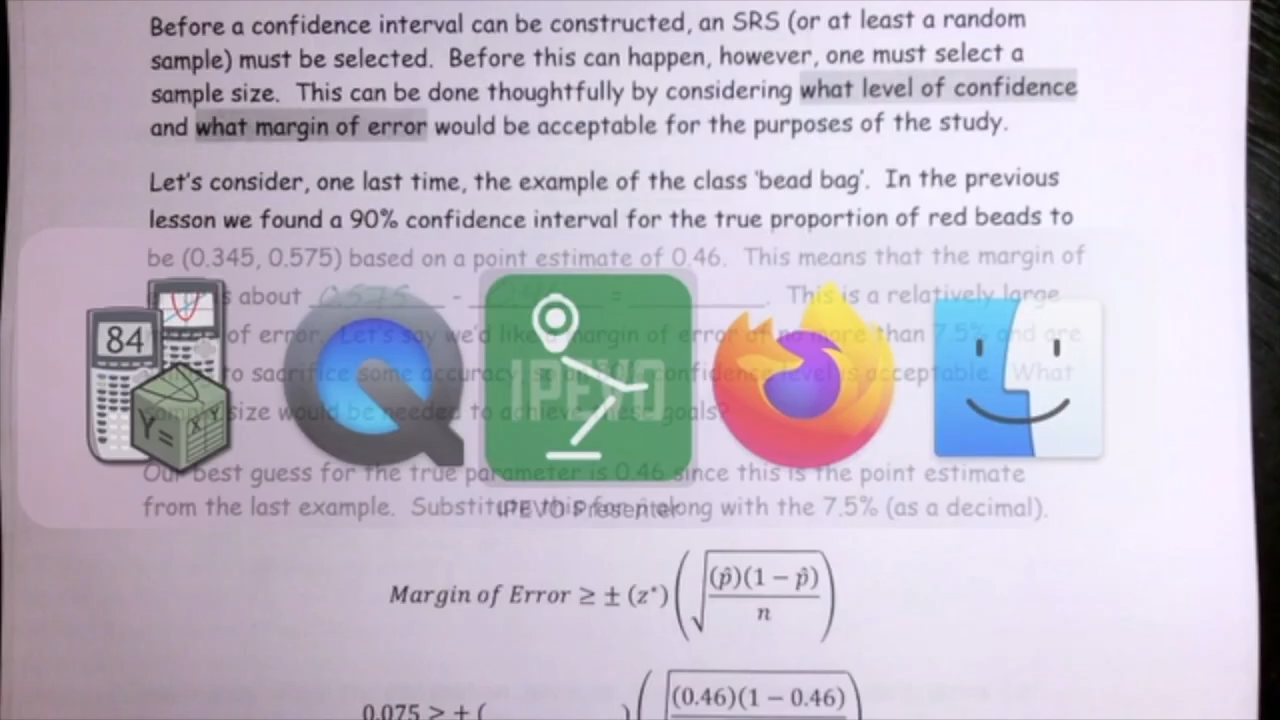 Before a confidence interval can be constructed, an SRS (or at least a random
sample) must be selected. Before this can happen, however, one must select a
sample size. This can be done thoughtfully by considering what level of confidence
and what margin of error would be acceptable for the purposes of the study.
Let's consider, one last time, the example of the class 'bead bag'. In the previous
lesson we found a 90% confidence interval for the true proportion of red beads to
be (0.345, 0.575) based on a point estimate of 0.46. This means that the margin of
about 0.575 - = . This is a relatively large
of error. Let's say we'd like a margin of error of no more than 7.5% and are
to sacrifice some accuracy, confidence level is acceptable. What
size would be needed to achieve these goals?
84
Y=
X
Y
IPEVO
Our best guess for the true parameter is 0.46 since this is the point estimate
from the last example. Substitute this for p̂ along with the 7.5% (as a decimal).
IPEVO Presenter
Margin of Error ≥ ± (z*) (√((p̂)(1 − p̂) / n))
0.075 ≥ ± ( ) (√((0.46)(1 − 0.46)